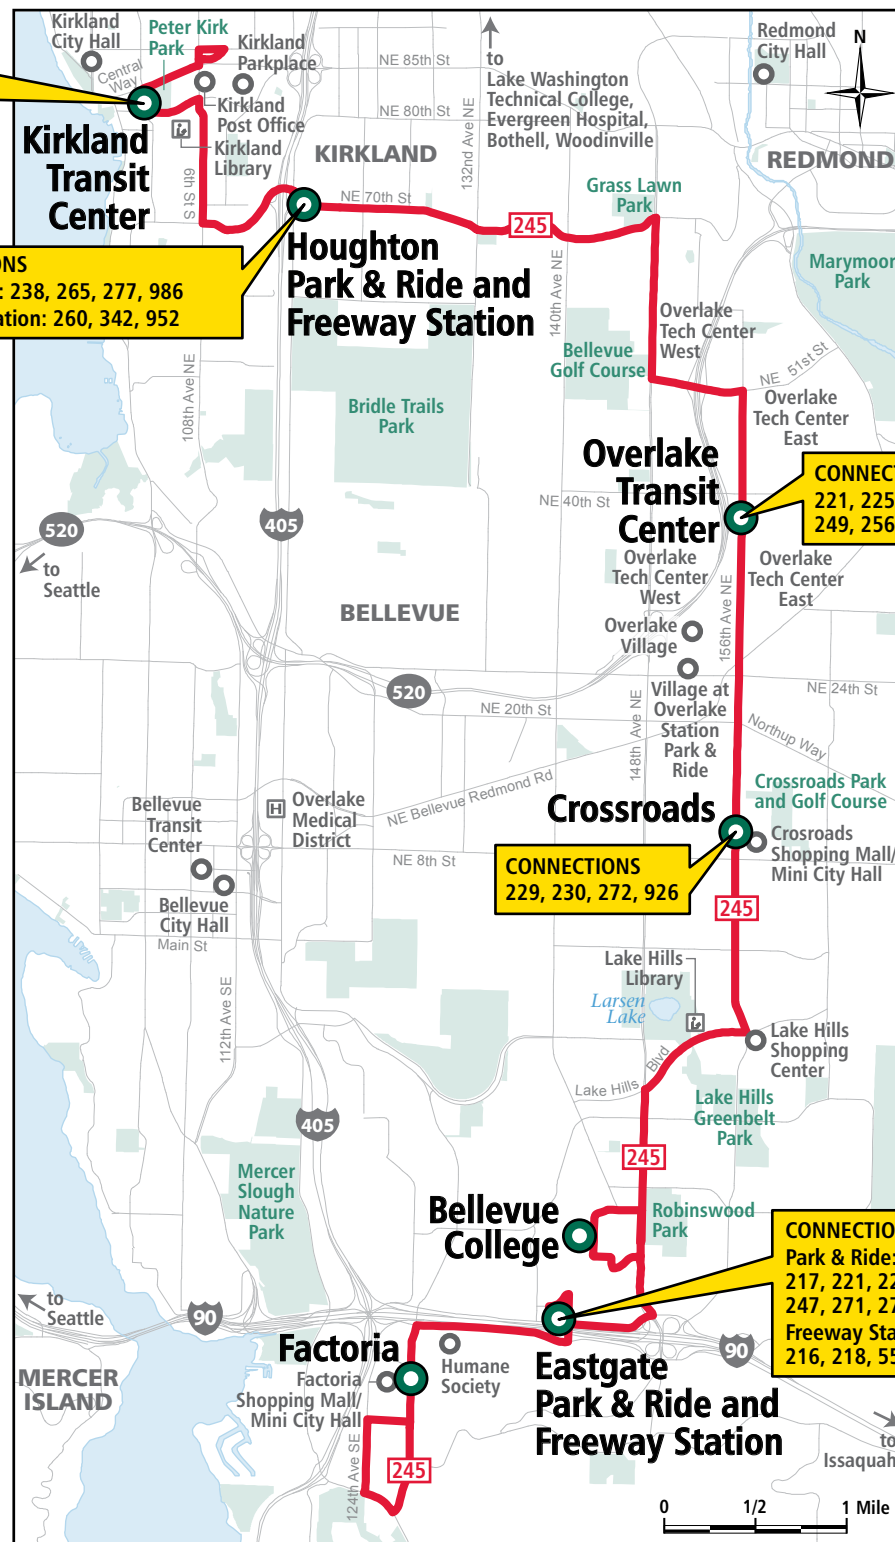 Kirkland
City Hall
Peter Kirk
Park
Kirkland
Parkplace
Central
Way
NE 85th St
to
Lake Washington
Technical College,
Evergreen Hospital,
Bothell, Woodinville
Redmond
City Hall
N
Kirkland
Post Office
NE 80th St
Kirkland
Library
Kirkland
Transit
Center
KIRKLAND
132nd Ave NE
REDMOND
6th St S
NE 70th St
Grass Lawn
Park
245
Houghton
Park & Ride and
Freeway Station
ONS
: 238, 265, 277, 986
ation: 260, 342, 952
Marymoor
Park
140th Ave NE
Overlake
Tech Center
West
Bellevue
Golf Course
NE 51st St
108th Ave NE
Bridle Trails
Park
Overlake
Tech Center
East
Overlake
Transit
Center
CONNECT
221, 225
249, 256
NE 40th St
520
405
to
Seattle
Overlake
Tech Center
West
Overlake
Tech Center
East
BELLEVUE
156th Ave NE
Overlake
Village
520
NE 24th St
Village at
Overlake
Station
Park &
Ride
NE 20th St
148th Ave NE
Northup Way
NE Bellevue Redmond Rd
Crossroads Park
and Golf Course
Bellevue
Transit
Center
H
Overlake
Medical
District
Crossroads
Crosroads
Shopping Mall/
Mini City Hall
NE 8th St
CONNECTIONS
229, 230, 272, 926
Bellevue
City Hall
Main St
245
Lake Hills
Library
Larsen
Lake
112th Ave SE
Lake Hills
Shopping
Center
Lake Hills Blvd
Lake Hills
Greenbelt
Park
405
245
Mercer
Slough
Nature
Park
Bellevue
College
Robinswood
Park
CONNECTIO
Park & Ride:
217, 221, 22
247, 271, 27
Freeway Sta
216, 218, 55
to
Seattle
90
90
Factoria
Factoria
Shopping Mall/
Mini City Hall
Humane
Society
Eastgate
Park & Ride and
Freeway Station
MERCER
ISLAND
124th Ave SE
245
to
Issaquah
0 1/2 1 Mile